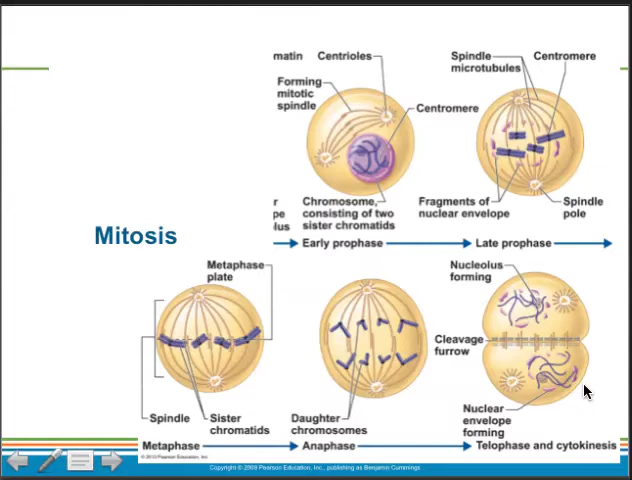 matin
Centrioles
Spindle
microtubules
Centromere
Forming
mitotic
spindle
Centromere
r
pe
lus
Chromosome,
consisting of two
sister chromatids
Fragments of
nuclear envelope
Spindle
pole
Mitosis
Early prophase
Late prophase
Metaphase
plate
Nucleolus
forming
Cleavage
furrow
Spindle
Sister
chromatids
Daughter
chromosomes
Nuclear
envelope
forming
Metaphase
Anaphase
Telophase and cytokinesis
© 2010 Pearson Education, Inc.
Copyright © 2009 Pearson Education, Inc., publishing as Benjamin Cummings